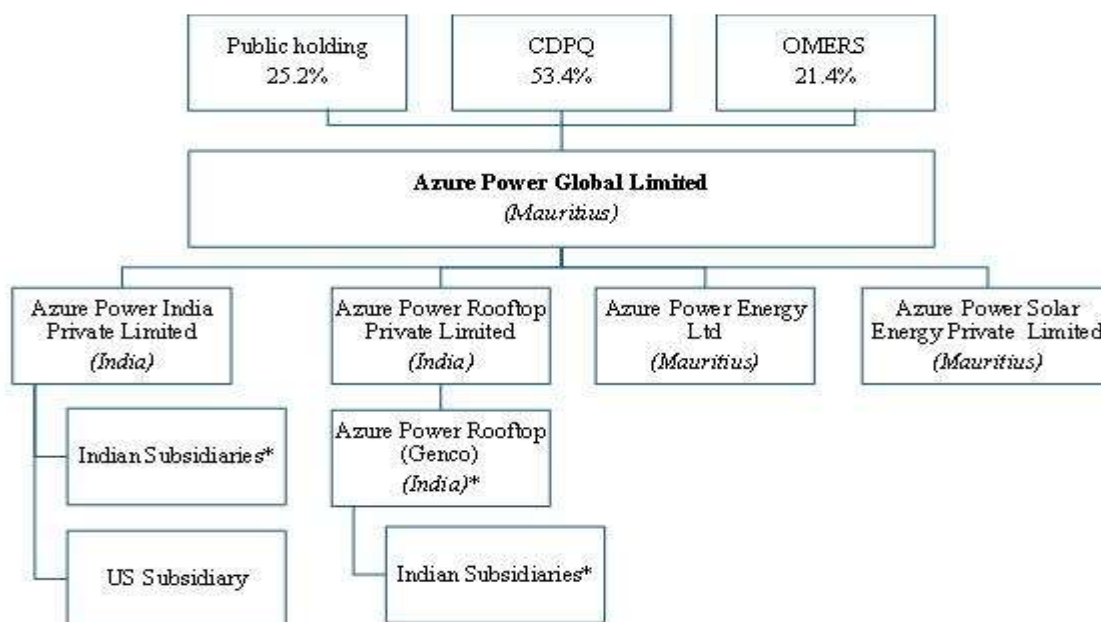 Public holding
25.2%
CDPQ
53.4%
OMERS
21.4%
Azure Power Global Limited
(Mauritius)
Azure Power India
Private Limited
(India)
Azure Power Rooftop
Private Limited
(India)
Azure Power Energy
Ltd
(Mauritius)
Azure Power Solar
Energy Private Limited
(Mauritius)
Indian Subsidiaries*
US Subsidiary
Azure Power Rooftop
(Genco)
(India)*
Indian Subsidiaries*